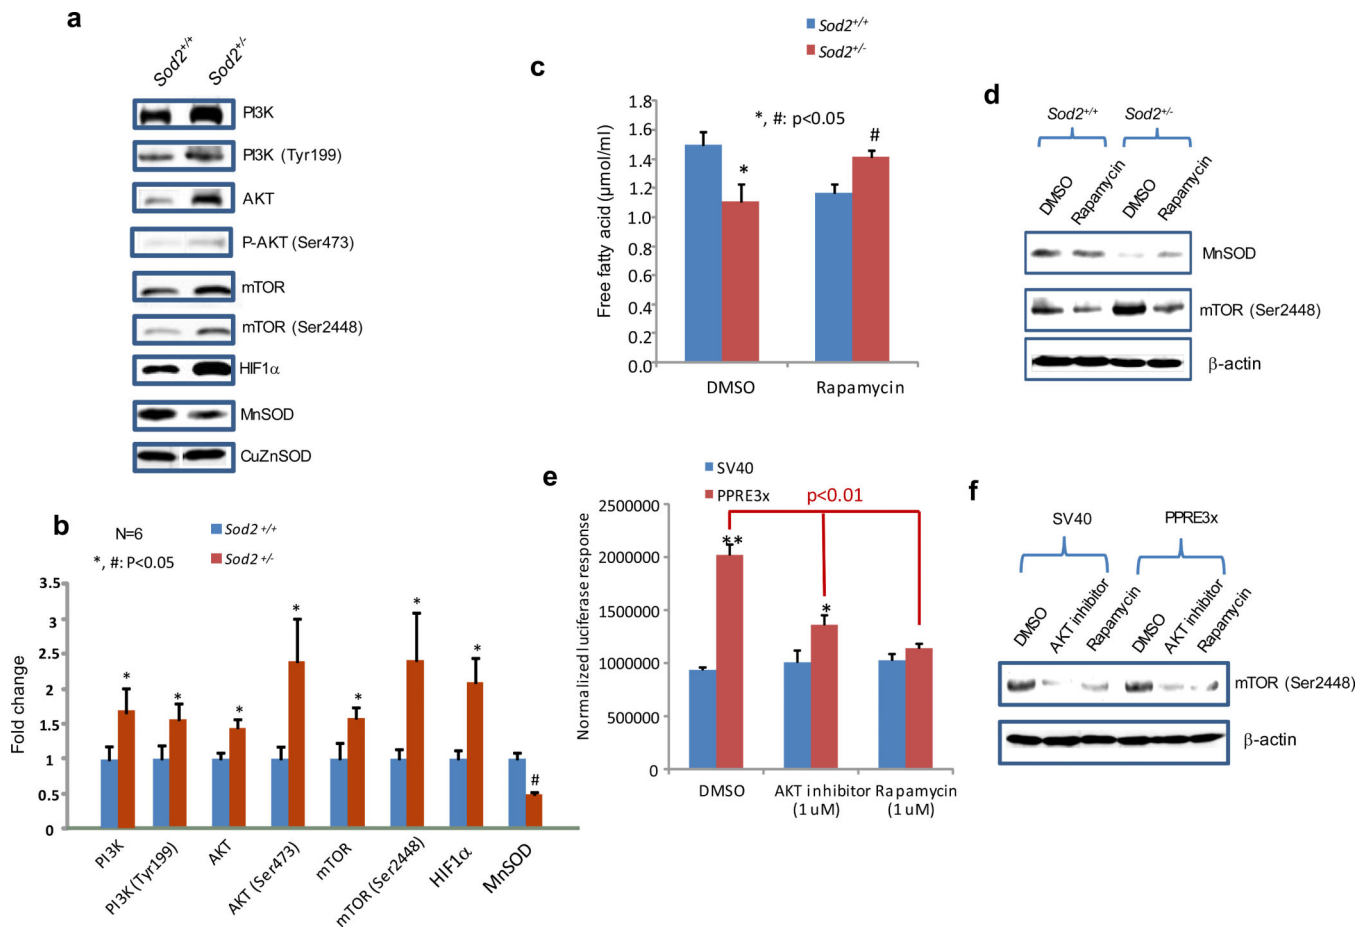 a
Sod2+/+
Sod2+/-
PI3K
PI3K (Tyr199)
AKT
P-AKT (Ser473)
mTOR
mTOR (Ser2448)
HIF1α
MnSOD
CuZnSOD
b
N=6
*, #: P<0.05
Sod2 +/+
Sod2 +/-
Fold change
3.5
3
2.5
2
1.5
1
0.5
0
*
*
*
*
*
*
*
#
PI3K
PI3K (Tyr199)
AKT
AKT (Ser473)
mTOR
mTOR (Ser2448)
HIF1α
MnSOD
c
Sod2+/+
Sod2+/-
*, #: p<0.05
Free fatty acid (µmol/ml)
1.8
1.6
1.4
1.2
1.0
0.8
0.6
0.4
0.2
0.0
*
#
DMSO
Rapamycin
d
Sod2+/+
Sod2+/-
DMSO
Rapamycin
DMSO
Rapamycin
MnSOD
mTOR (Ser2448)
β-actin
e
SV40
PPRE3x
p<0.01
Normalized luciferase response
2500000
2000000
1500000
1000000
500000
0
**
*
DMSO
AKT inhibitor
(1 uM)
Rapamycin
(1 uM)
f
SV40
PPRE3x
DMSO
AKT inhibitor
Rapamycin
DMSO
AKT inhibitor
Rapamycin
mTOR (Ser2448)
β-actin